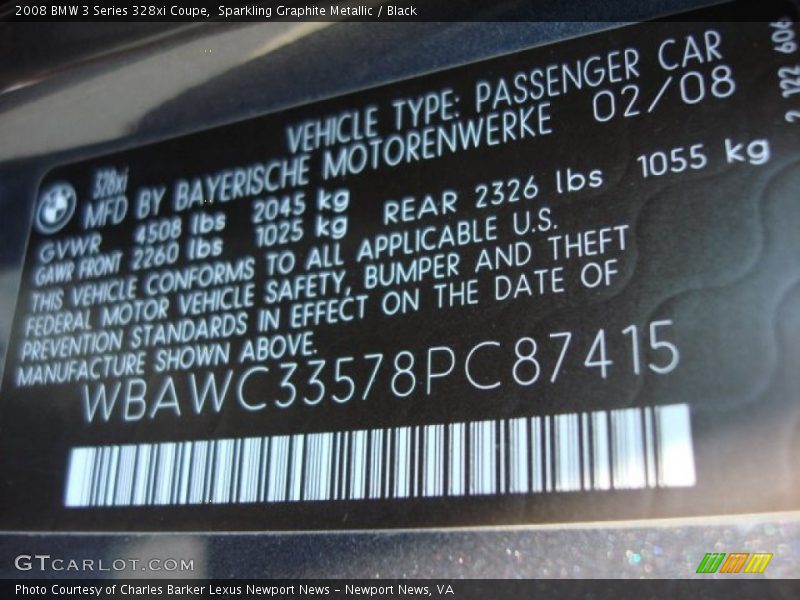 2008 BMW 3 Series 328xi Coupe,  Sparkling Graphite Metallic / Black
2 122 606
VEHICLE TYPE: PASSENGER CAR
328xi
MFD BY BAYERISCHE MOTORENWERKE 02/08
GVWR 4508 lbs 2045 kg
GAWR FRONT 2260 lbs 1025 kg REAR 2326 lbs 1055 kg
THIS VEHICLE CONFORMS TO ALL APPLICABLE U.S.
FEDERAL MOTOR VEHICLE SAFETY, BUMPER AND THEFT
PREVENTION STANDARDS IN EFFECT ON THE DATE OF
MANUFACTURE SHOWN ABOVE.
WBAWC33578PC87415
GTCARLOT.COM
Photo Courtesy of Charles Barker Lexus Newport News - Newport News, VA